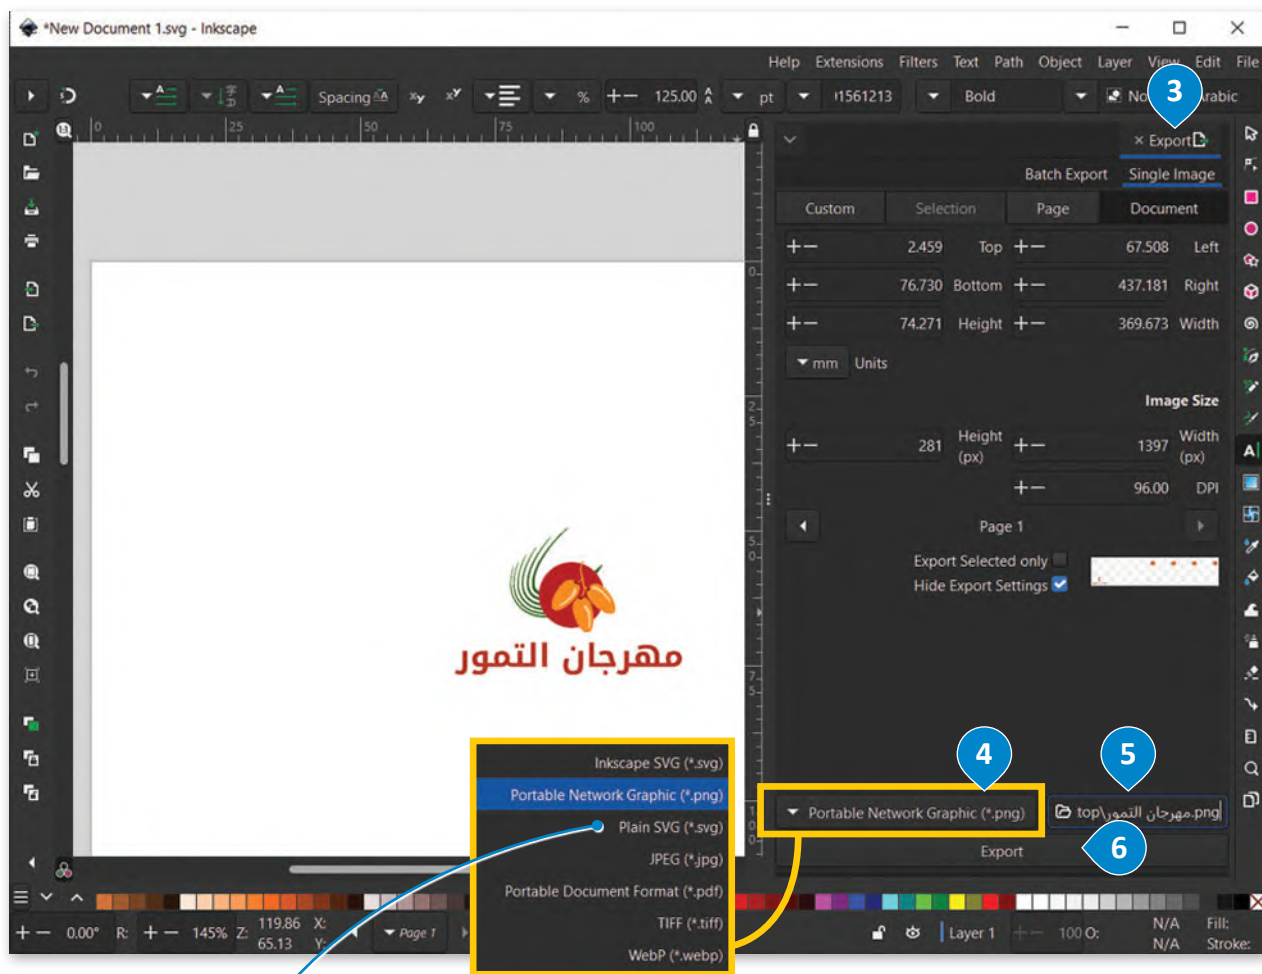 *New Document 1.svg - Inkscape
Help Extensions Filters Text Path Object Layer View Edit File
Spacing % 125.00 pt 1561213 Bold
3
0 25 50 75 100
Export
Batch Export Single Image
Custom Selection Page Document
2.459 Top 67.508 Left
76.730 Bottom 437.181 Right
74.271 Height 369.673 Width
mm Units
Image Size
281 Height (px) 1397 Width (px)
96.00 DPI
Page 1
Export Selected only
Hide Export Settings
مهرجان التمور
4
5
Portable Network Graphic (*.png)
top\مهرجان التمور.png
Export
6
Inkscape SVG (*.svg)
Portable Network Graphic (*.png)
Plain SVG (*.svg)
JPEG (*.jpg)
Portable Document Format (*.pdf)
TIFF (*.tiff)
WebP (*.webp)
0.00° R: 145% Z: 119.86 X:
65.13 Y:
Page 1
Layer 1 100 O: N/A Fill:
N/A Stroke: